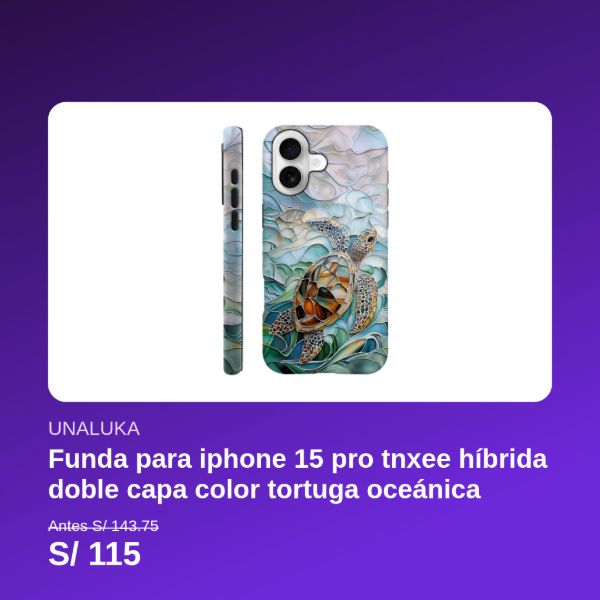 UNALUKA
Funda para iphone 15 pro tnxee híbrida
doble capa color tortuga oceánica
Antes S/ 143.75
S/ 115